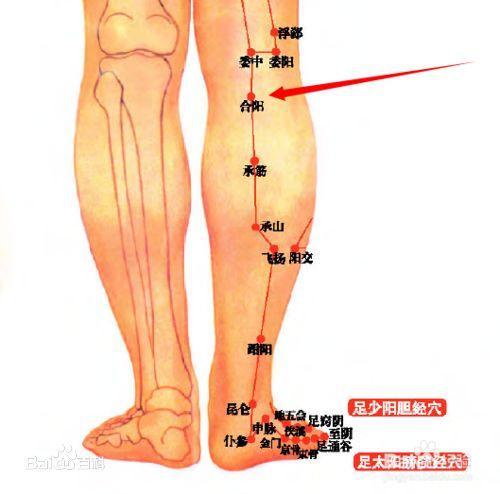 浮郄
委中 委阳
合阳
承筋
承山
飞扬 阳交
跗阳
昆仑
地五会
足窍阴
申脉
侠溪
至阴
仆参
金门
京骨
束骨
足通谷
足少阳胆经穴
足太阳膀胱经穴
Baidu百科